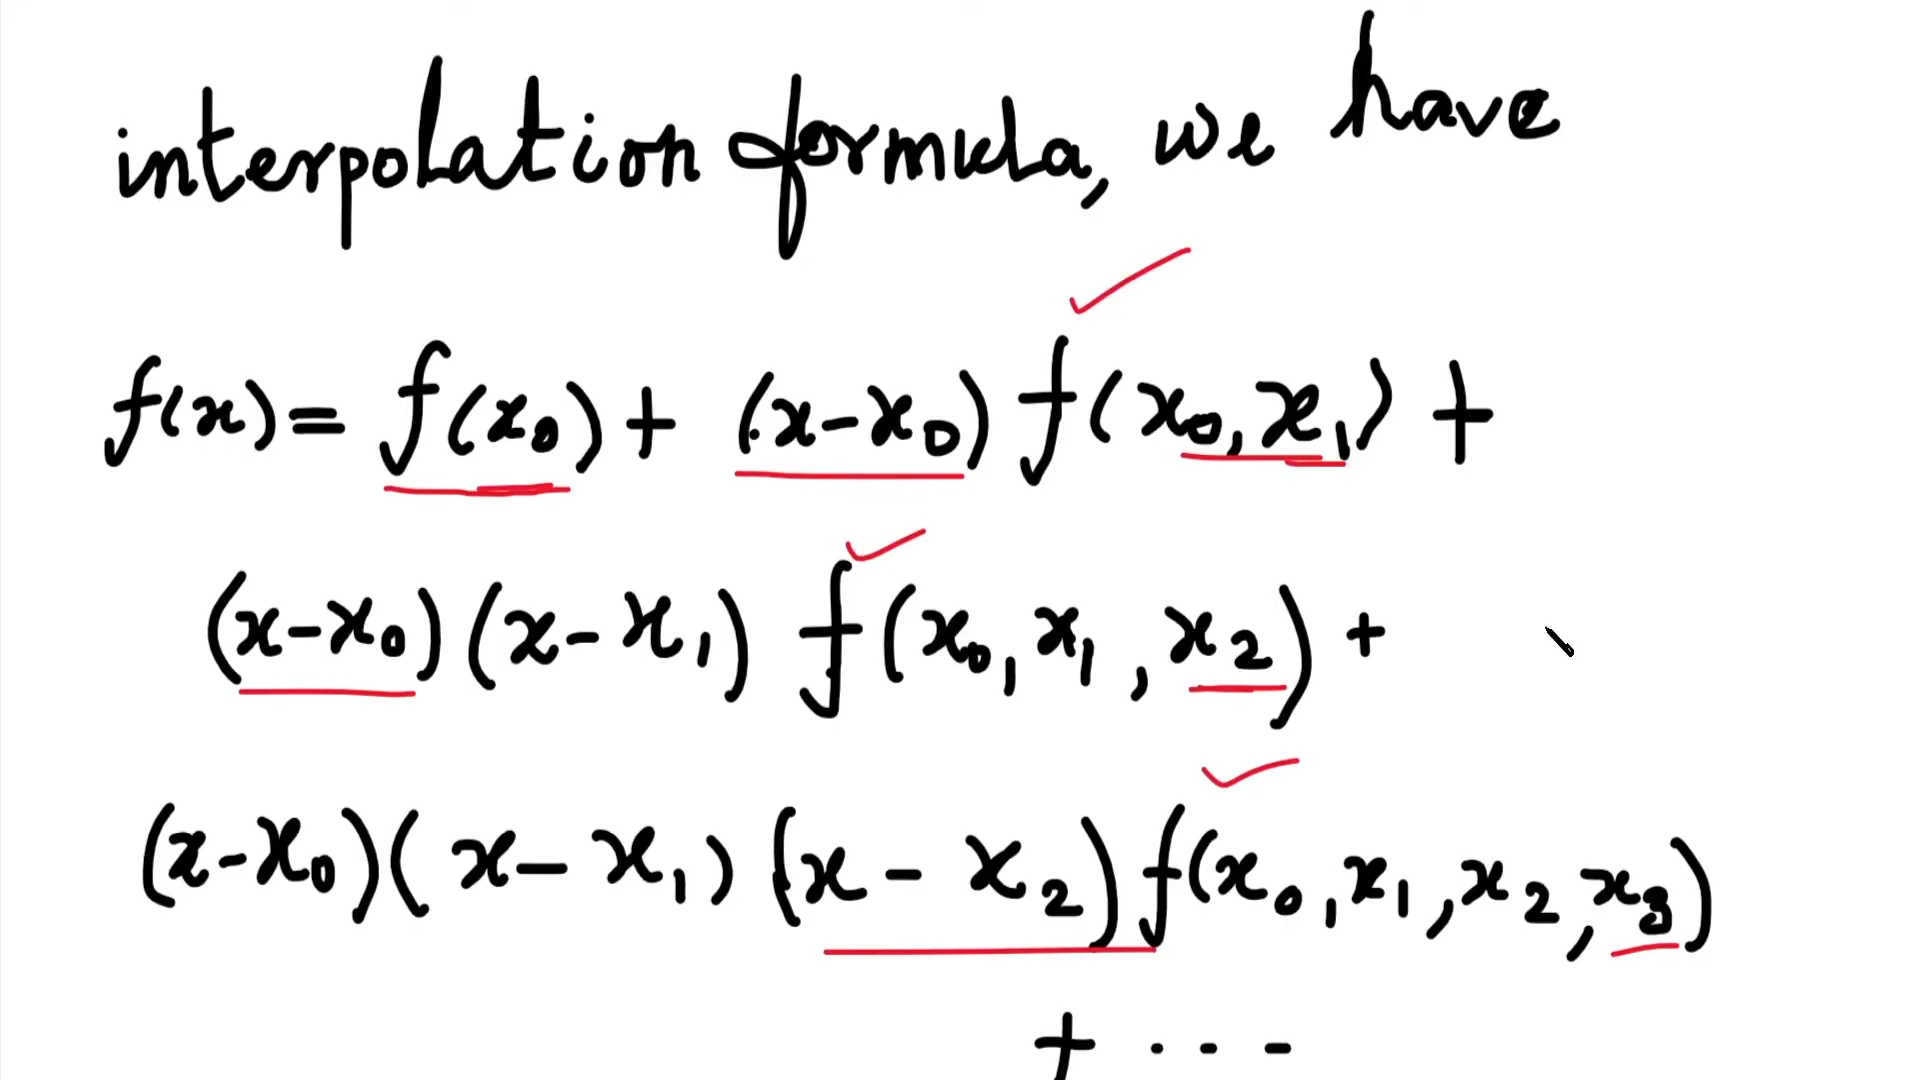 interpolation formula, we have
f(x) = f(x₀) + (x-x₀) f(x₀, x₁) +
(x-x₀) (x-x₁) f(x₀, x₁, x₂) +
(x-x₀)(x-x₁)(x-x₂) f(x₀, x₁, x₂, x₃)
+ ...